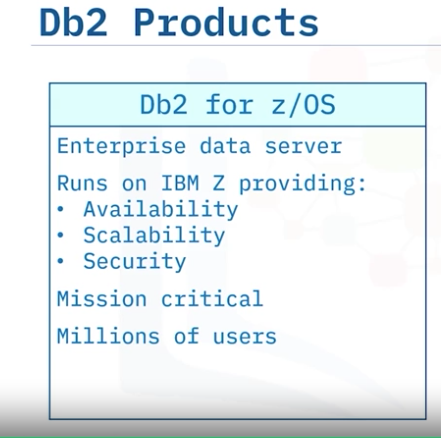 Db2 Products
Db2 for z/OS
Enterprise data server
Runs on IBM Z providing:
• Availability
• Scalability
• Security
Mission critical
Millions of users